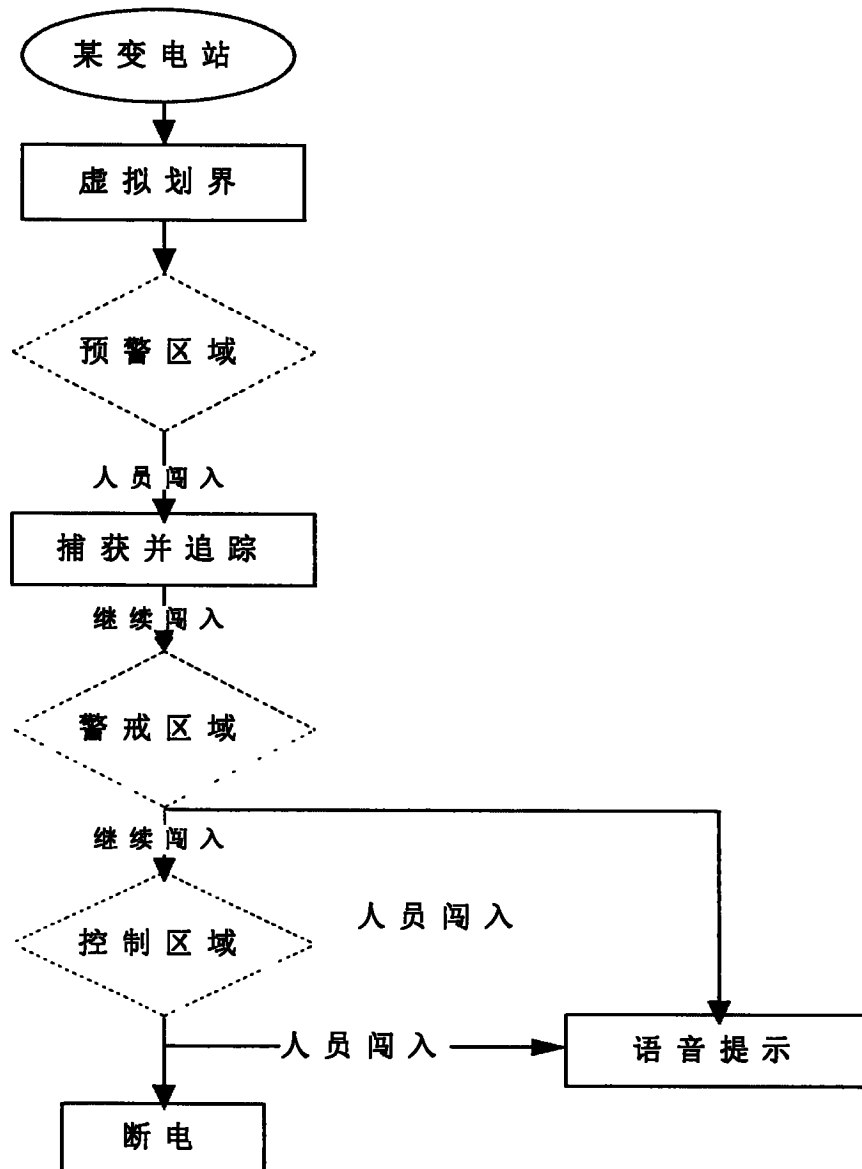 某变电站
虚拟划界
预警区域
人员闯入
捕获并追踪
继续闯入
警戒区域
继续闯入
人员闯入
控制区域
人员闯入
语音提示
断电